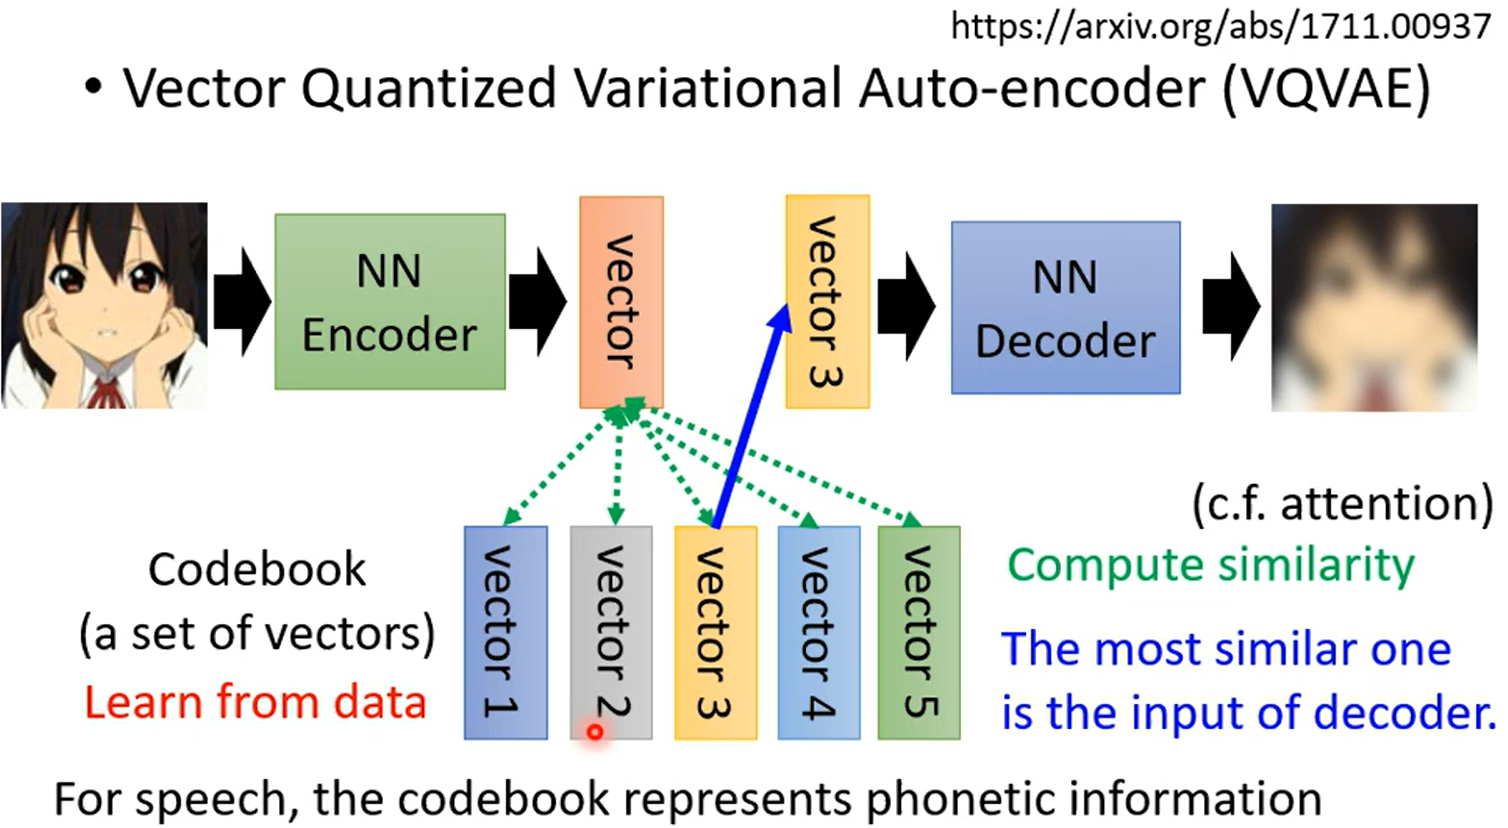 https://arxiv.org/abs/1711.00937
• Vector Quantized Variational Auto-encoder (VQVAE)
NN
Encoder
vector
vector 3
NN
Decoder
(c.f. attention)
Compute similarity
The most similar one
is the input of decoder.
Codebook
(a set of vectors)
Learn from data
vector 1
vector 2
vector 3
vector 4
vector 5
For speech, the codebook represents phonetic information